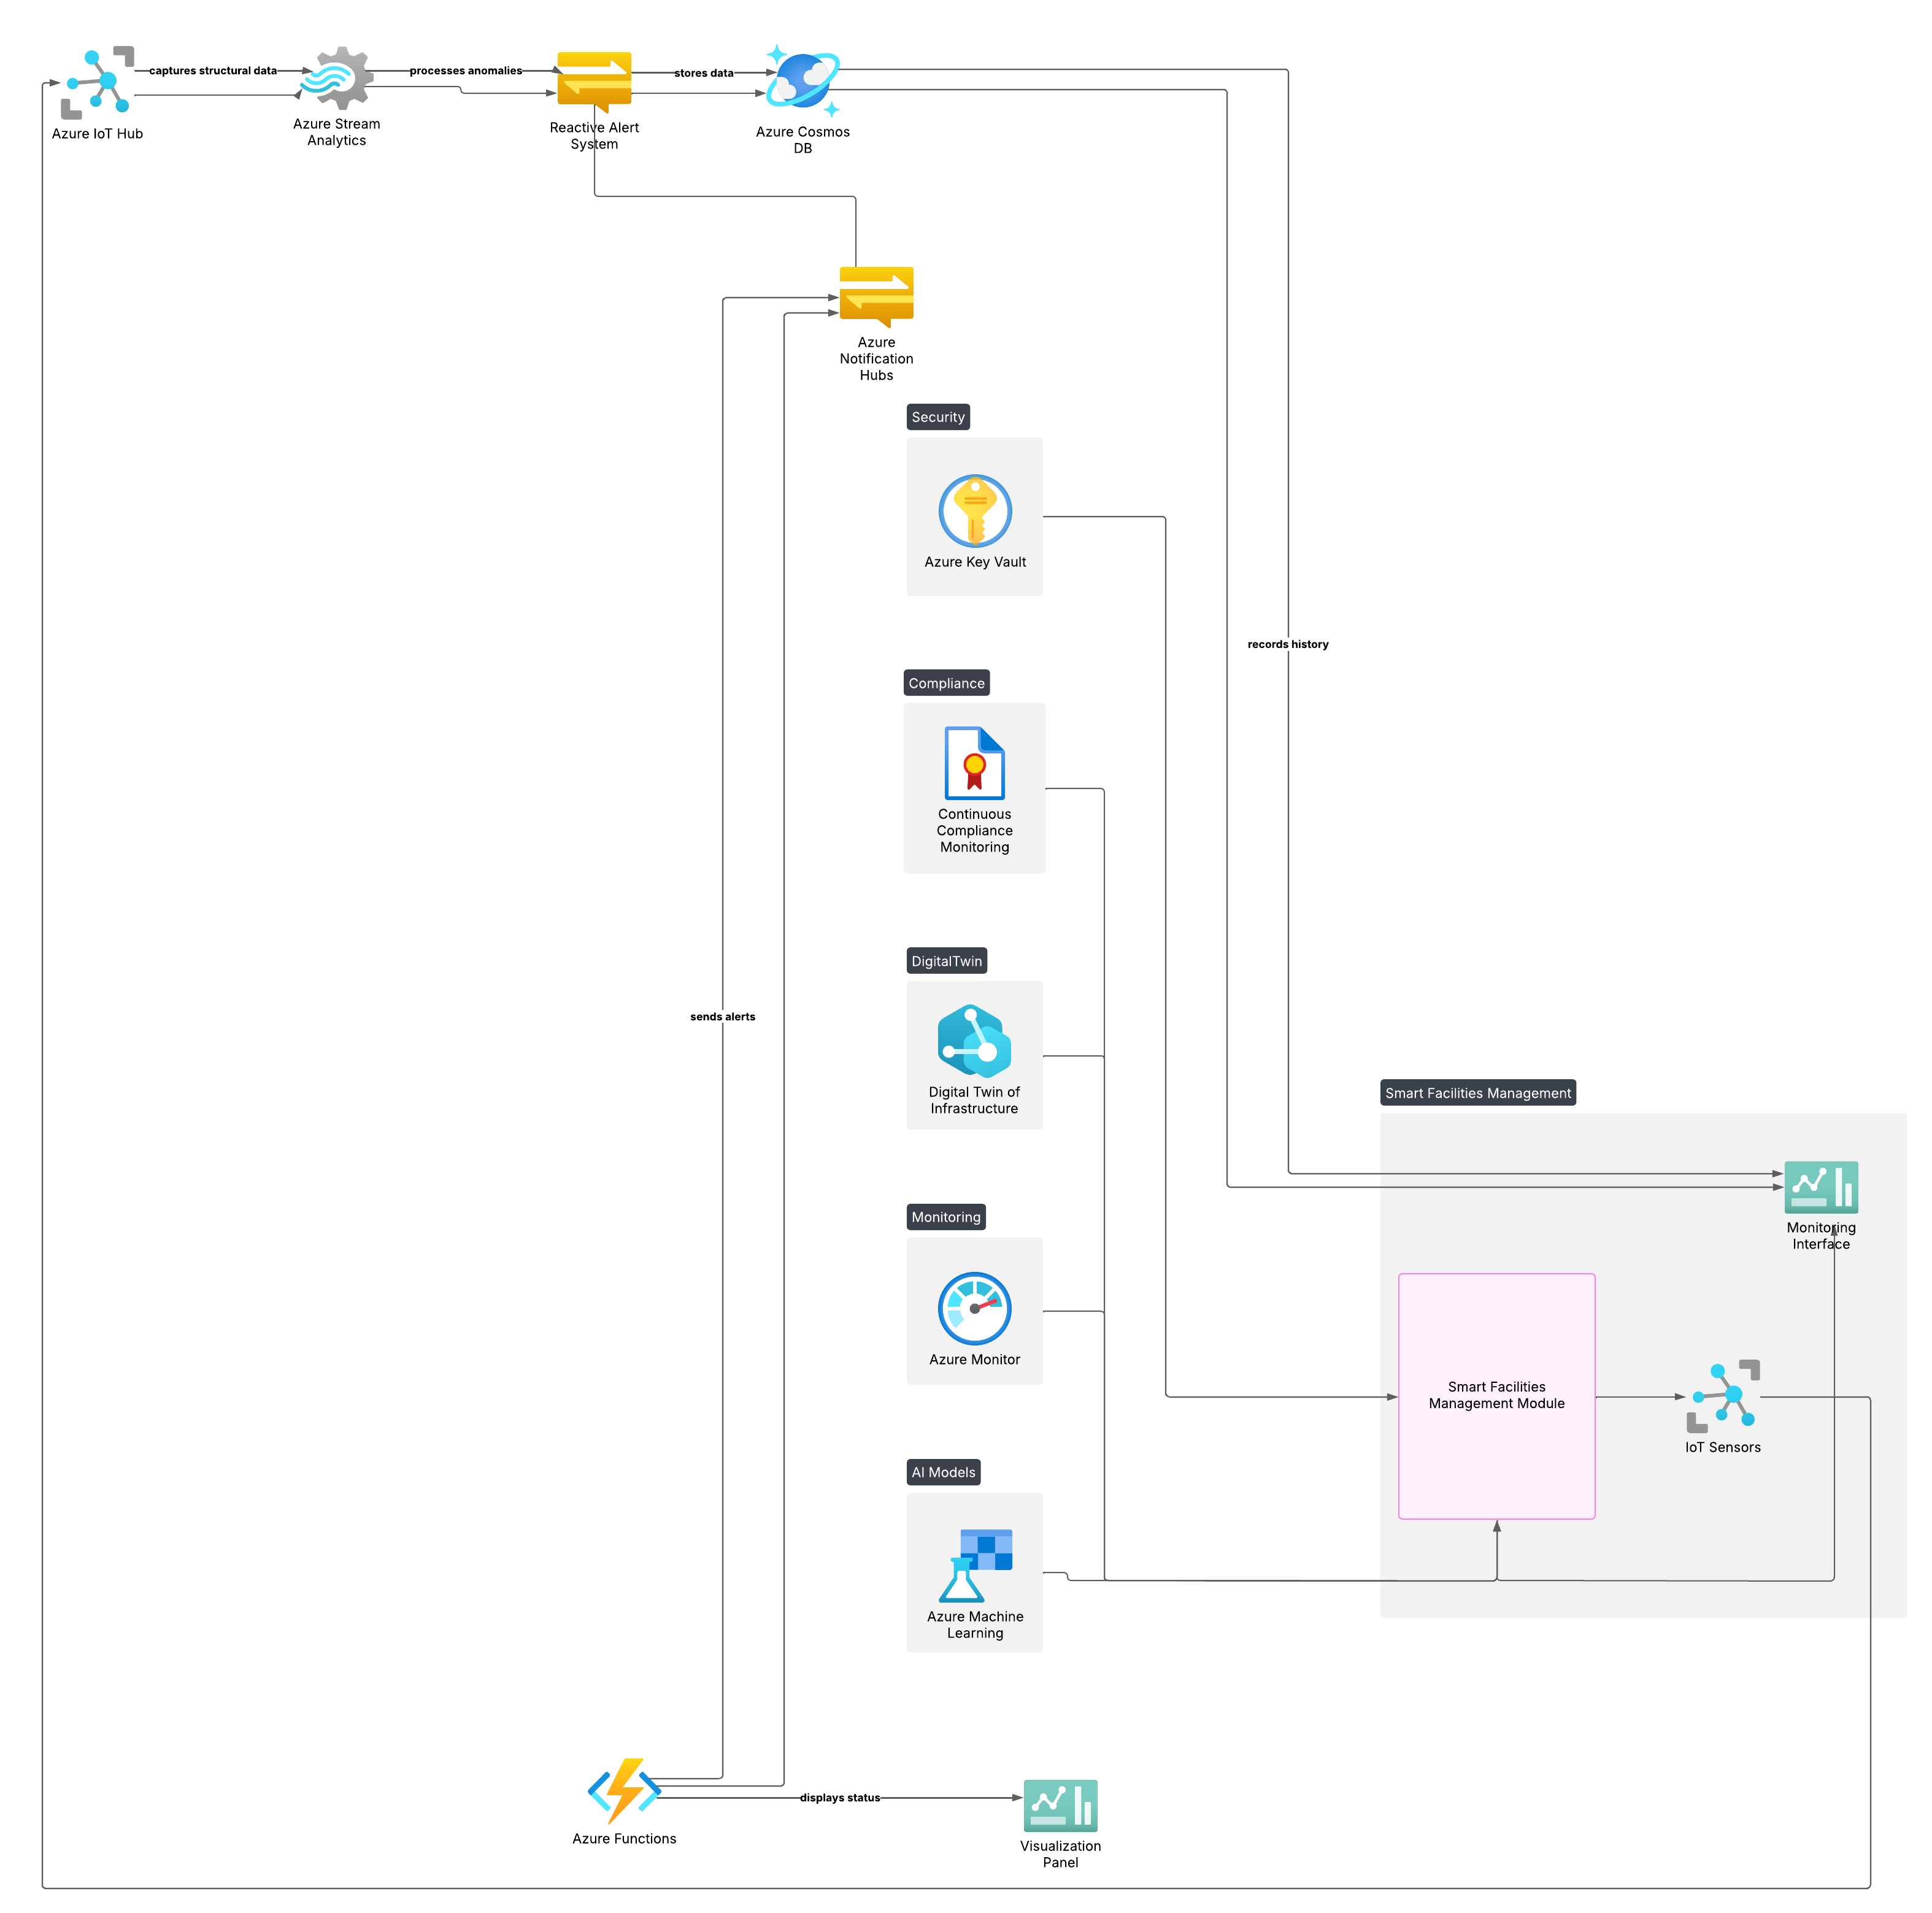 captures structural data
processes anomalies
stores data
Azure IoT Hub
Azure Stream
Analytics
Reactive Alert
System
Azure Cosmos
DB
Azure
Notification
Hubs
Security
Azure Key Vault
records history
Compliance
Continuous
Compliance
Monitoring
DigitalTwin
Digital Twin of
Infrastructure
sends alerts
Smart Facilities Management
Monitoring
Interface
Monitoring
Azure Monitor
Smart Facilities
Management Module
IoT Sensors
AI Models
Azure Machine
Learning
Azure Functions
displays status
Visualization
Panel